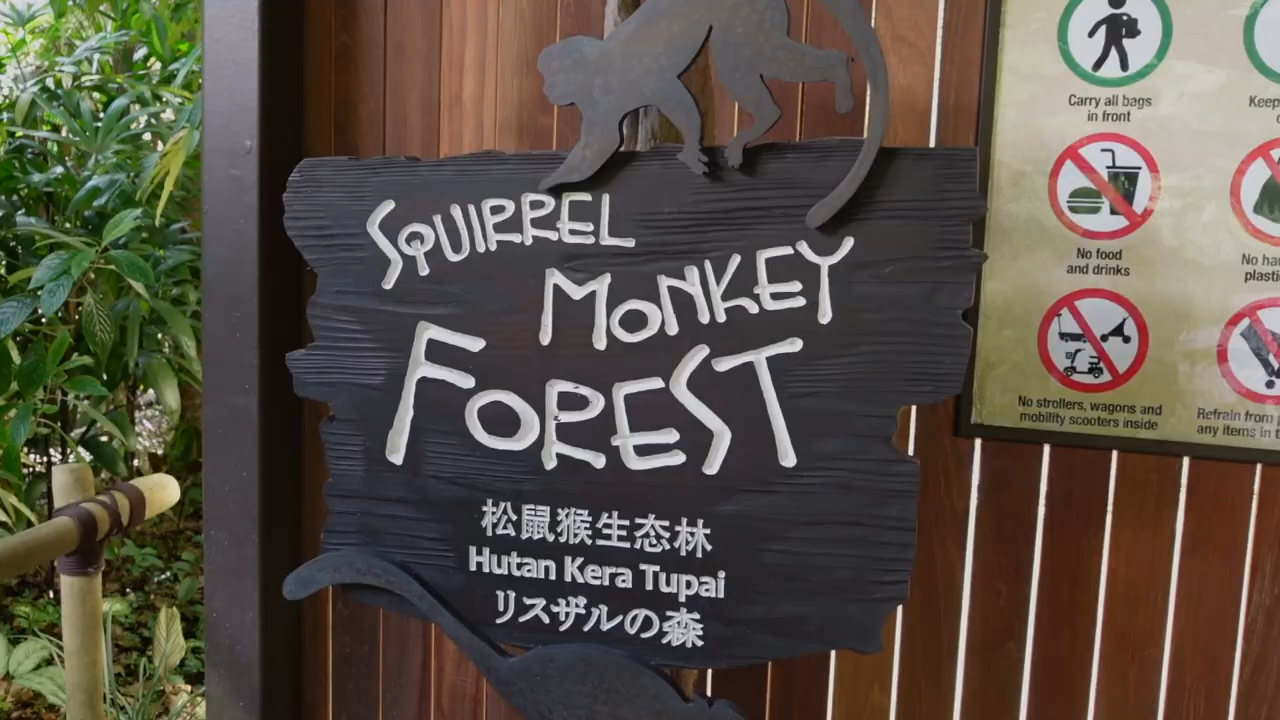 SQUIRREL
MONKEY
FOREST
松鼠猴生态林
Hutan Kera Tupai
リスザルの森
Carry all bags
in front
Keep
No food
and drinks
No
No strollers, wagons and
mobility scooters inside
Refrain from
any items in